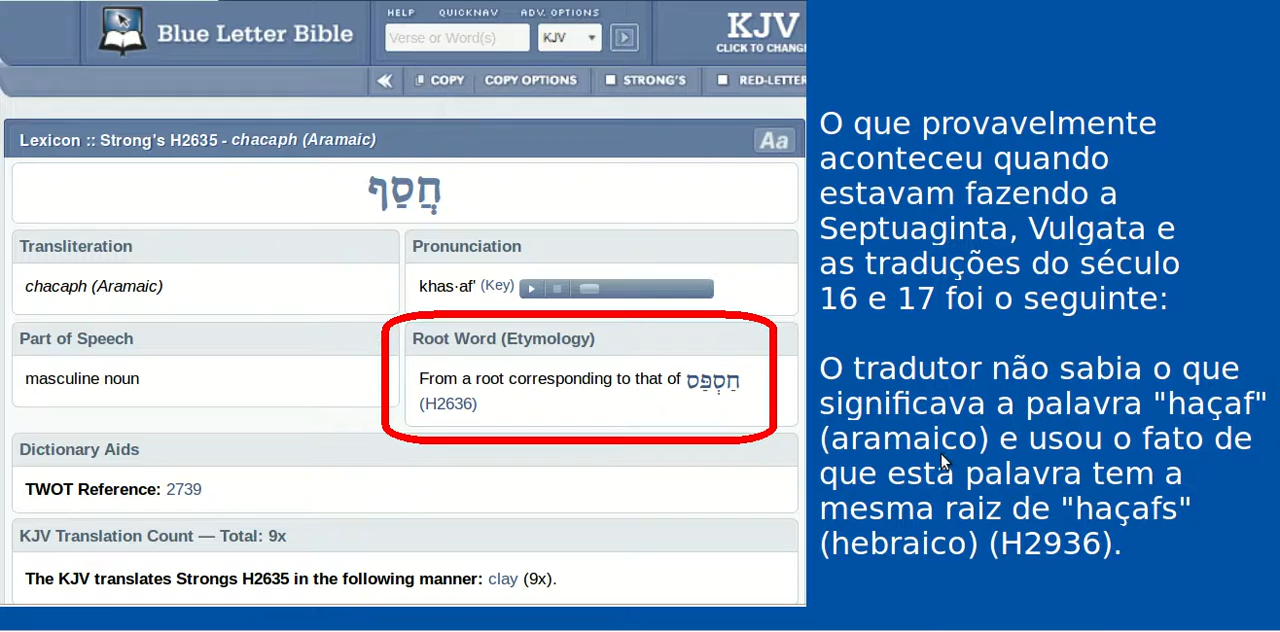 HELP QUICKNAV ADV. OPTIONS
Blue Letter Bible
Verse or Word(s)
KJV
KJV
CLICK TO CHANG
COPY COPY OPTIONS STRONG'S RED-LETTER
Lexicon :: Strong's H2635 - chacaph (Aramaic)
Aa
חֲסַף
Transliteration
chacaph (Aramaic)
Pronunciation
khas·af' (Key)
Part of Speech
masculine noun
Root Word (Etymology)
From a root corresponding to that of חַסְפַּס
(H2636)
Dictionary Aids
TWOT Reference: 2739
KJV Translation Count — Total: 9x
The KJV translates Strongs H2635 in the following manner: clay (9x).
O que provavelmente
aconteceu quando
estavam fazendo a
Septuaginta, Vulgata e
as traduções do século
16 e 17 foi o seguinte:
O tradutor não sabia o que
significava a palavra "haçaf"
(aramaico) e usou o fato de
que esta palavra tem a
mesma raiz de "haçafs"
(hebraico) (H2936).